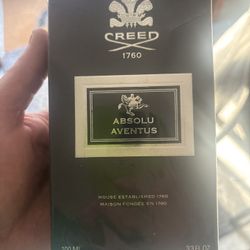 CREED
1760
ABSOLU
AVENTUS
HOUSE ESTABLISHED 1760
MAISON FONDÉE EN 1760
100 ML
3.3 FL.OZ